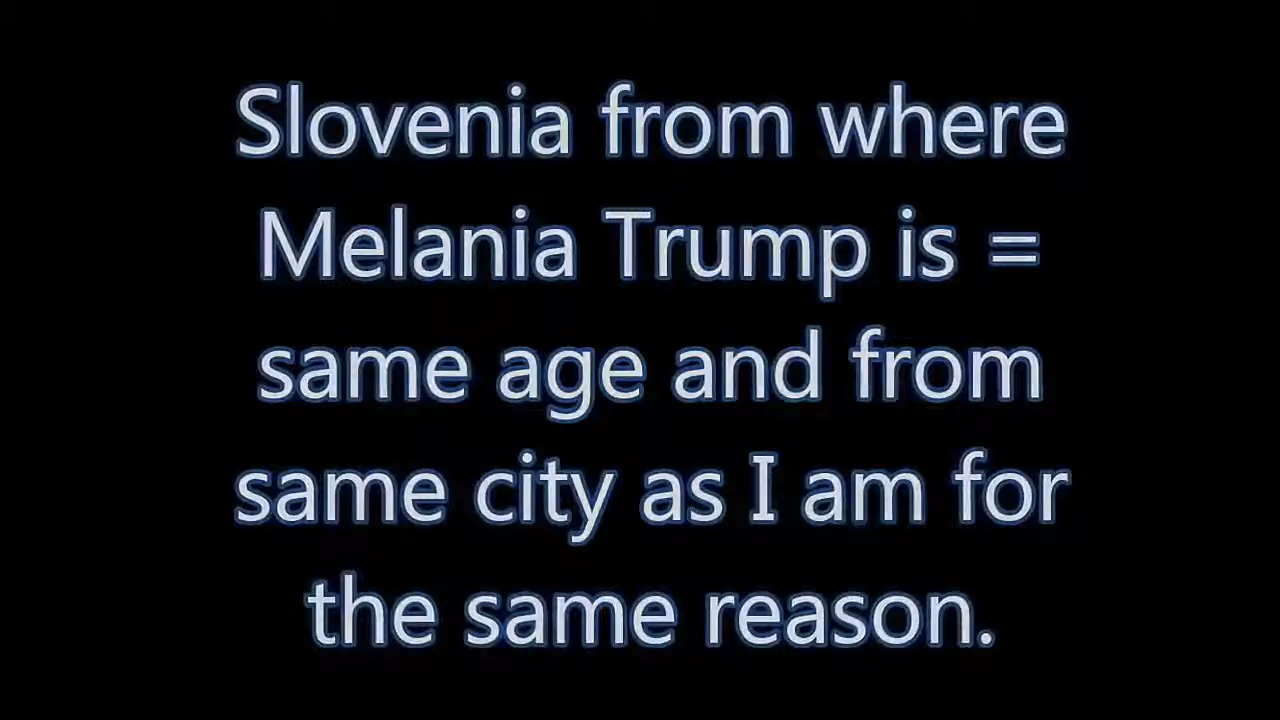 Slovenia from where
Melania Trump is =
same age and from
same city as I am for
the same reason.